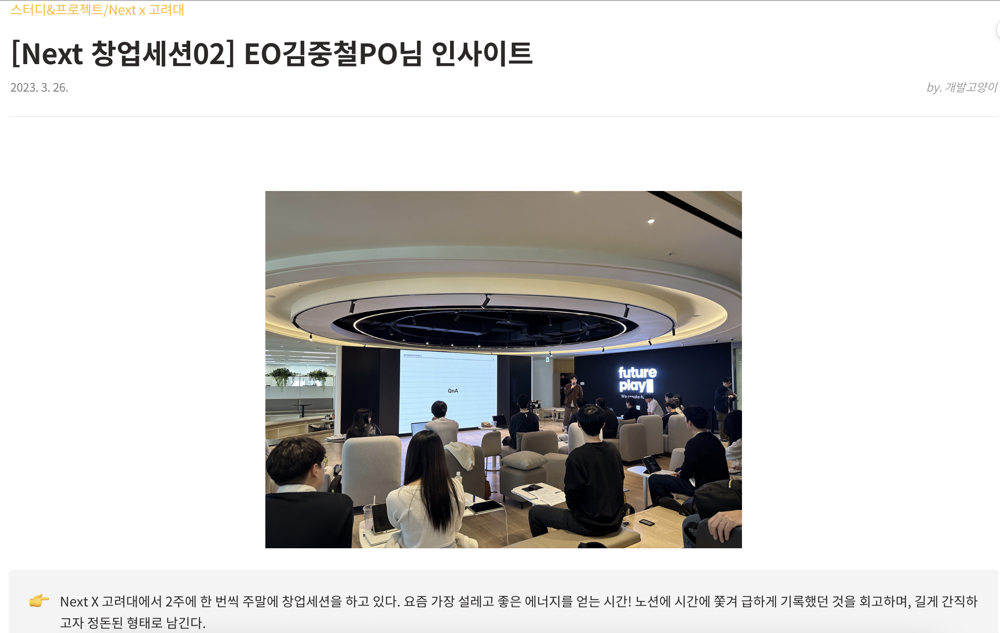 스터디&프로젝트/Next x 고려대
[Next 창업세션02] EO김중철PO님 인사이트
2023. 3. 26.
by. 개발고양이
QnA
future
play
We create fu
Next X 고려대에서 2주에 한 번씩 주말에 창업세션을 하고 있다. 요즘 가장 설레고 좋은 에너지를 얻는 시간! 노션에 시간에 쫓겨 급하게 기록했던 것을 회고하며, 길게 간직하
고자 정돈된 형태로 남긴다.